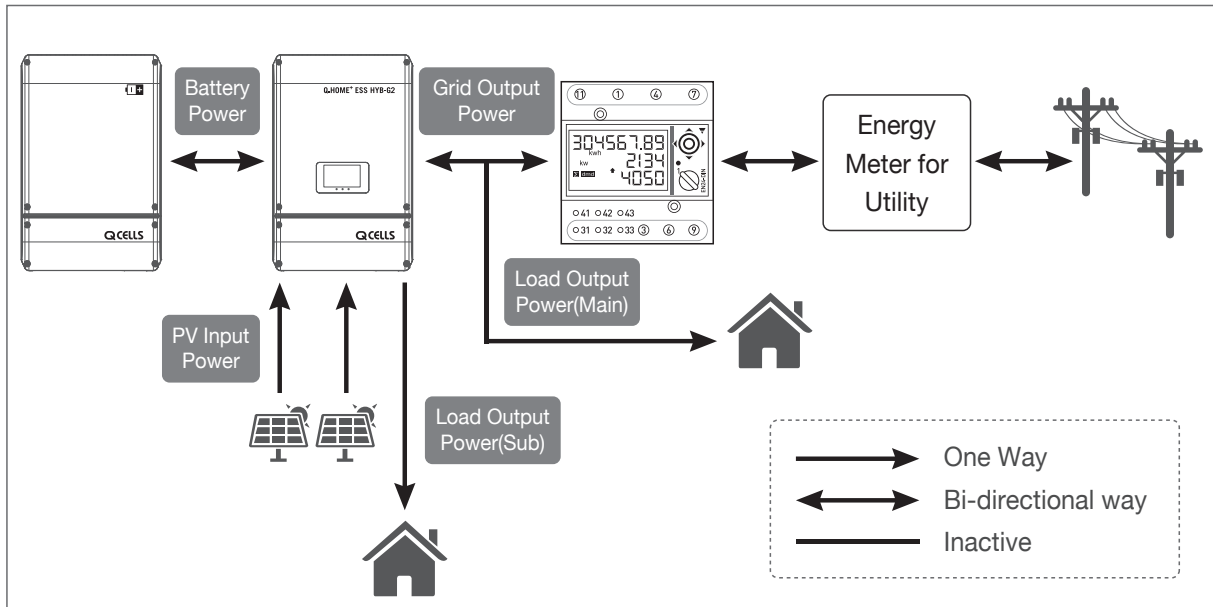 Battery
Power
Q.HOME⁺ ESS HYB-G2
Grid Output
Power
11 1 4 7
304567.89
kWh
kW
2134
4050
41 42 43
31 32 33 3 6 9
Energy
Meter for
Utility
Q CELLS
Q CELLS
Load Output
Power(Main)
PV Input
Power
Load Output
Power(Sub)
One Way
Bi-directional way
Inactive